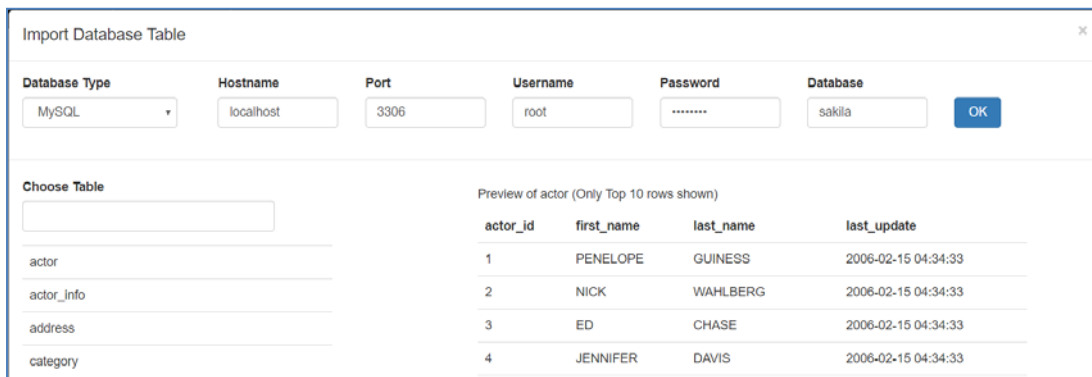 Import Database Table ×
Database Type Hostname Port Username Password Database
MySQL localhost 3306 root •••••••• sakila OK
Choose Table
Preview of actor (Only Top 10 rows shown)
actor_id first_name last_name last_update
actor
1 PENELOPE GUINESS 2006-02-15 04:34:33
actor_info
2 NICK WAHLBERG 2006-02-15 04:34:33
address
3 ED CHASE 2006-02-15 04:34:33
category
4 JENNIFER DAVIS 2006-02-15 04:34:33